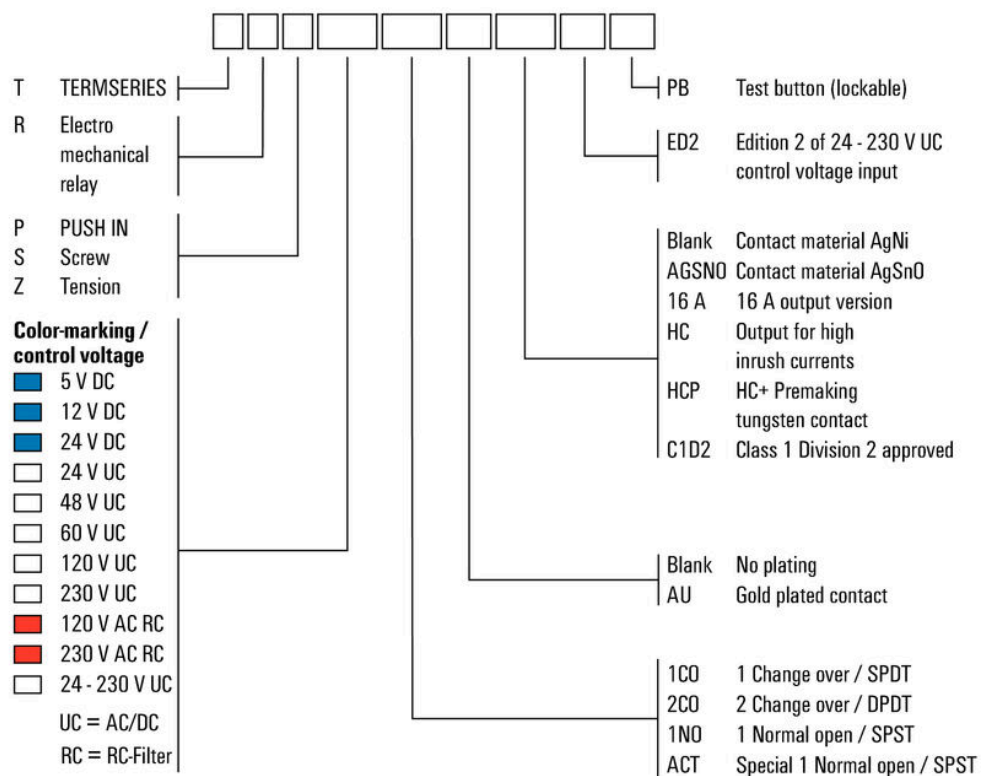 T TERMSERIES
R Electro
mechanical
relay
P PUSH IN
S Screw
Z Tension
Color-marking /
control voltage
5 V DC
12 V DC
24 V DC
24 V UC
48 V UC
60 V UC
120 V UC
230 V UC
120 V AC RC
230 V AC RC
24 - 230 V UC
UC = AC/DC
RC = RC-Filter
PB Test button (lockable)
ED2 Edition 2 of 24 - 230 V UC
control voltage input
Blank Contact material AgNi
AGSNO Contact material AgSnO
16 A 16 A output version
HC Output for high
inrush currents
HCP HC+ Premaking
tungsten contact
C1D2 Class 1 Division 2 approved
Blank No plating
AU Gold plated contact
1CO 1 Change over / SPDT
2CO 2 Change over / DPDT
1NO 1 Normal open / SPST
ACT Special 1 Normal open / SPST